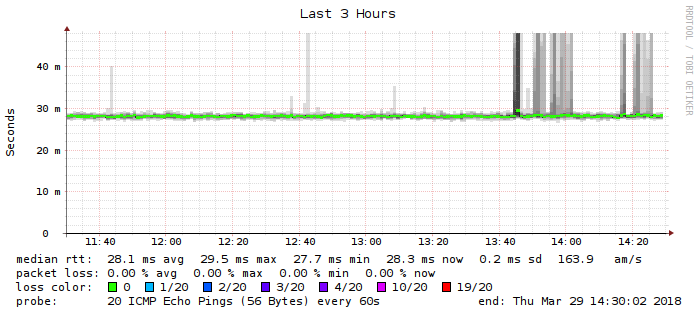 Last 3 Hours
RRDTOOL / TOBI OETIKER
Seconds
40 m
30 m
20 m
10 m
0
11:40 12:00 12:20 12:40 13:00 13:20 13:40 14:00 14:20
median rtt: 28.1 ms avg 29.5 ms max 27.7 ms min 28.3 ms now 0.2 ms sd 163.9 am/s
packet loss: 0.00 % avg 0.00 % max 0.00 % min 0.00 % now
loss color: 0 1/20 2/20 3/20 4/20 10/20 19/20
probe: 20 ICMP Echo Pings (56 Bytes) every 60s end: Thu Mar 29 14:30:02 2018